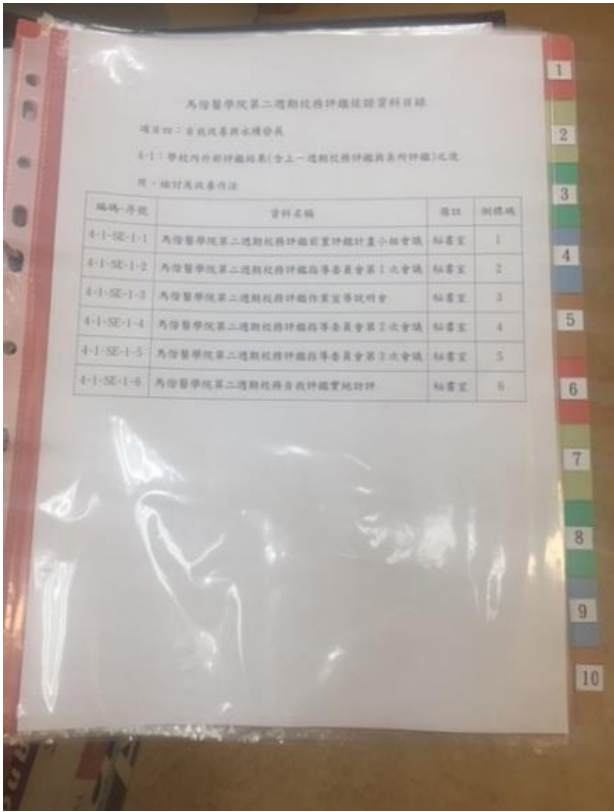 馬偕醫學院第二週期校務評鑑佐證資料目錄
項目四：自我改善與永續發展
4-1：學校內外部評鑑結果(含上一週期校務評鑑與系所評鑑)之運
用、檢討及改善作法
編碼-序號 資料名稱 備註 側標碼
4-1-SE-1-1 馬偕醫學院第二週期校務評鑑前置評鑑計畫小組會議 秘書室 1
4-1-SE-1-2 馬偕醫學院第二週期校務評鑑指導委員會第1次會議 秘書室 2
4-1-SE-1-3 馬偕醫學院第二週期校務評鑑作業宣導說明會 秘書室 3
4-1-SE-1-4 馬偕醫學院第二週期校務評鑑指導委員會第2次會議 秘書室 4
4-1-SE-1-5 馬偕醫學院第二週期校務評鑑指導委員會第3次會議 秘書室 5
4-1-SE-1-6 馬偕醫學院第二週期校務自我評鑑實地訪評 秘書室 6
1
2
3
4
5
6
7
8
9
10